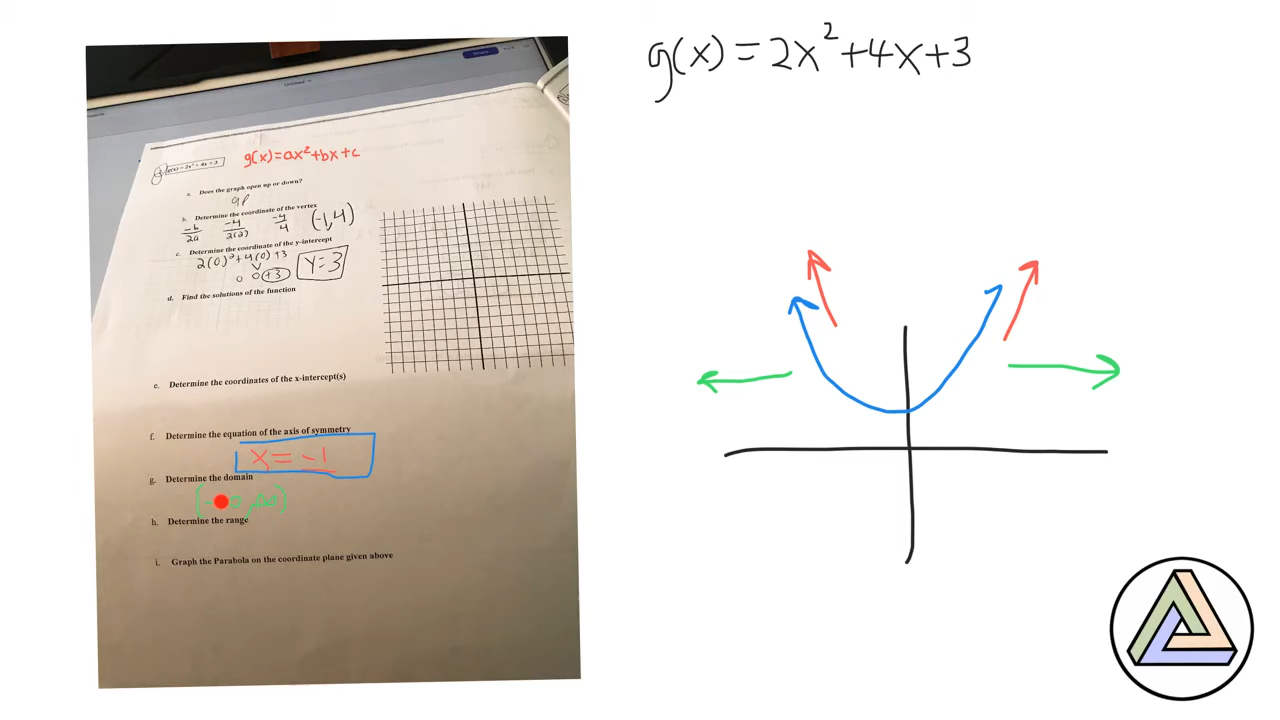 g(x) = 2x² + 4x + 3
g(x) = ax² + bx + c
a. Does the graph open up or down?
up
b. Determine the coordinate of the vertex
-b/2a -4/2(2) -4/4 (-1, 4)
c. Determine the coordinate of the y-intercept
2(0)² + 4(0) + 3
0 0 +3 Y = 3
d. Find the solutions of the function
e. Determine the coordinates of the x-intercept(s)
f. Determine the equation of the axis of symmetry
x = -1
g. Determine the domain
h. Determine the range
i. Graph the Parabola on the coordinate plane given above